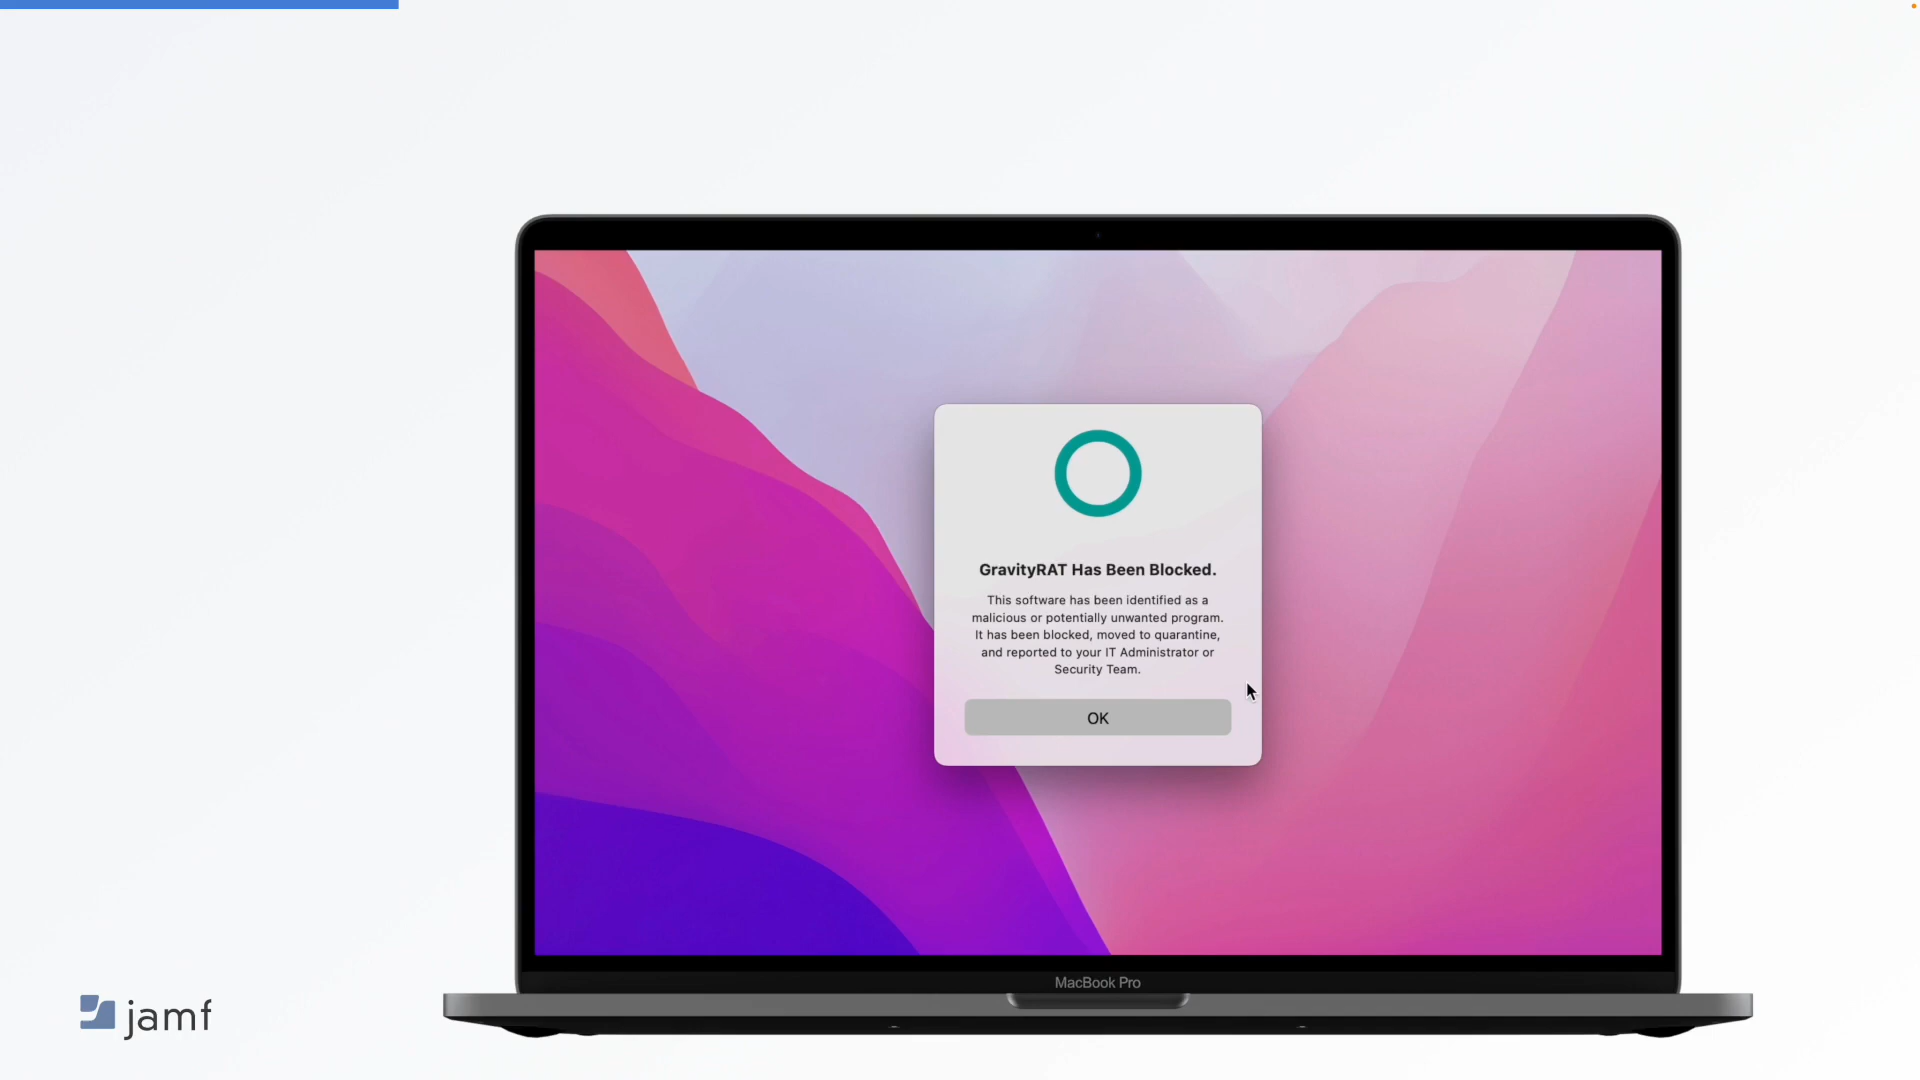 GravityRAT Has Been Blocked.
This software has been identified as a
malicious or potentially unwanted program.
It has been blocked, moved to quarantine,
and reported to your IT Administrator or
Security Team.
OK
MacBook Pro
jamf